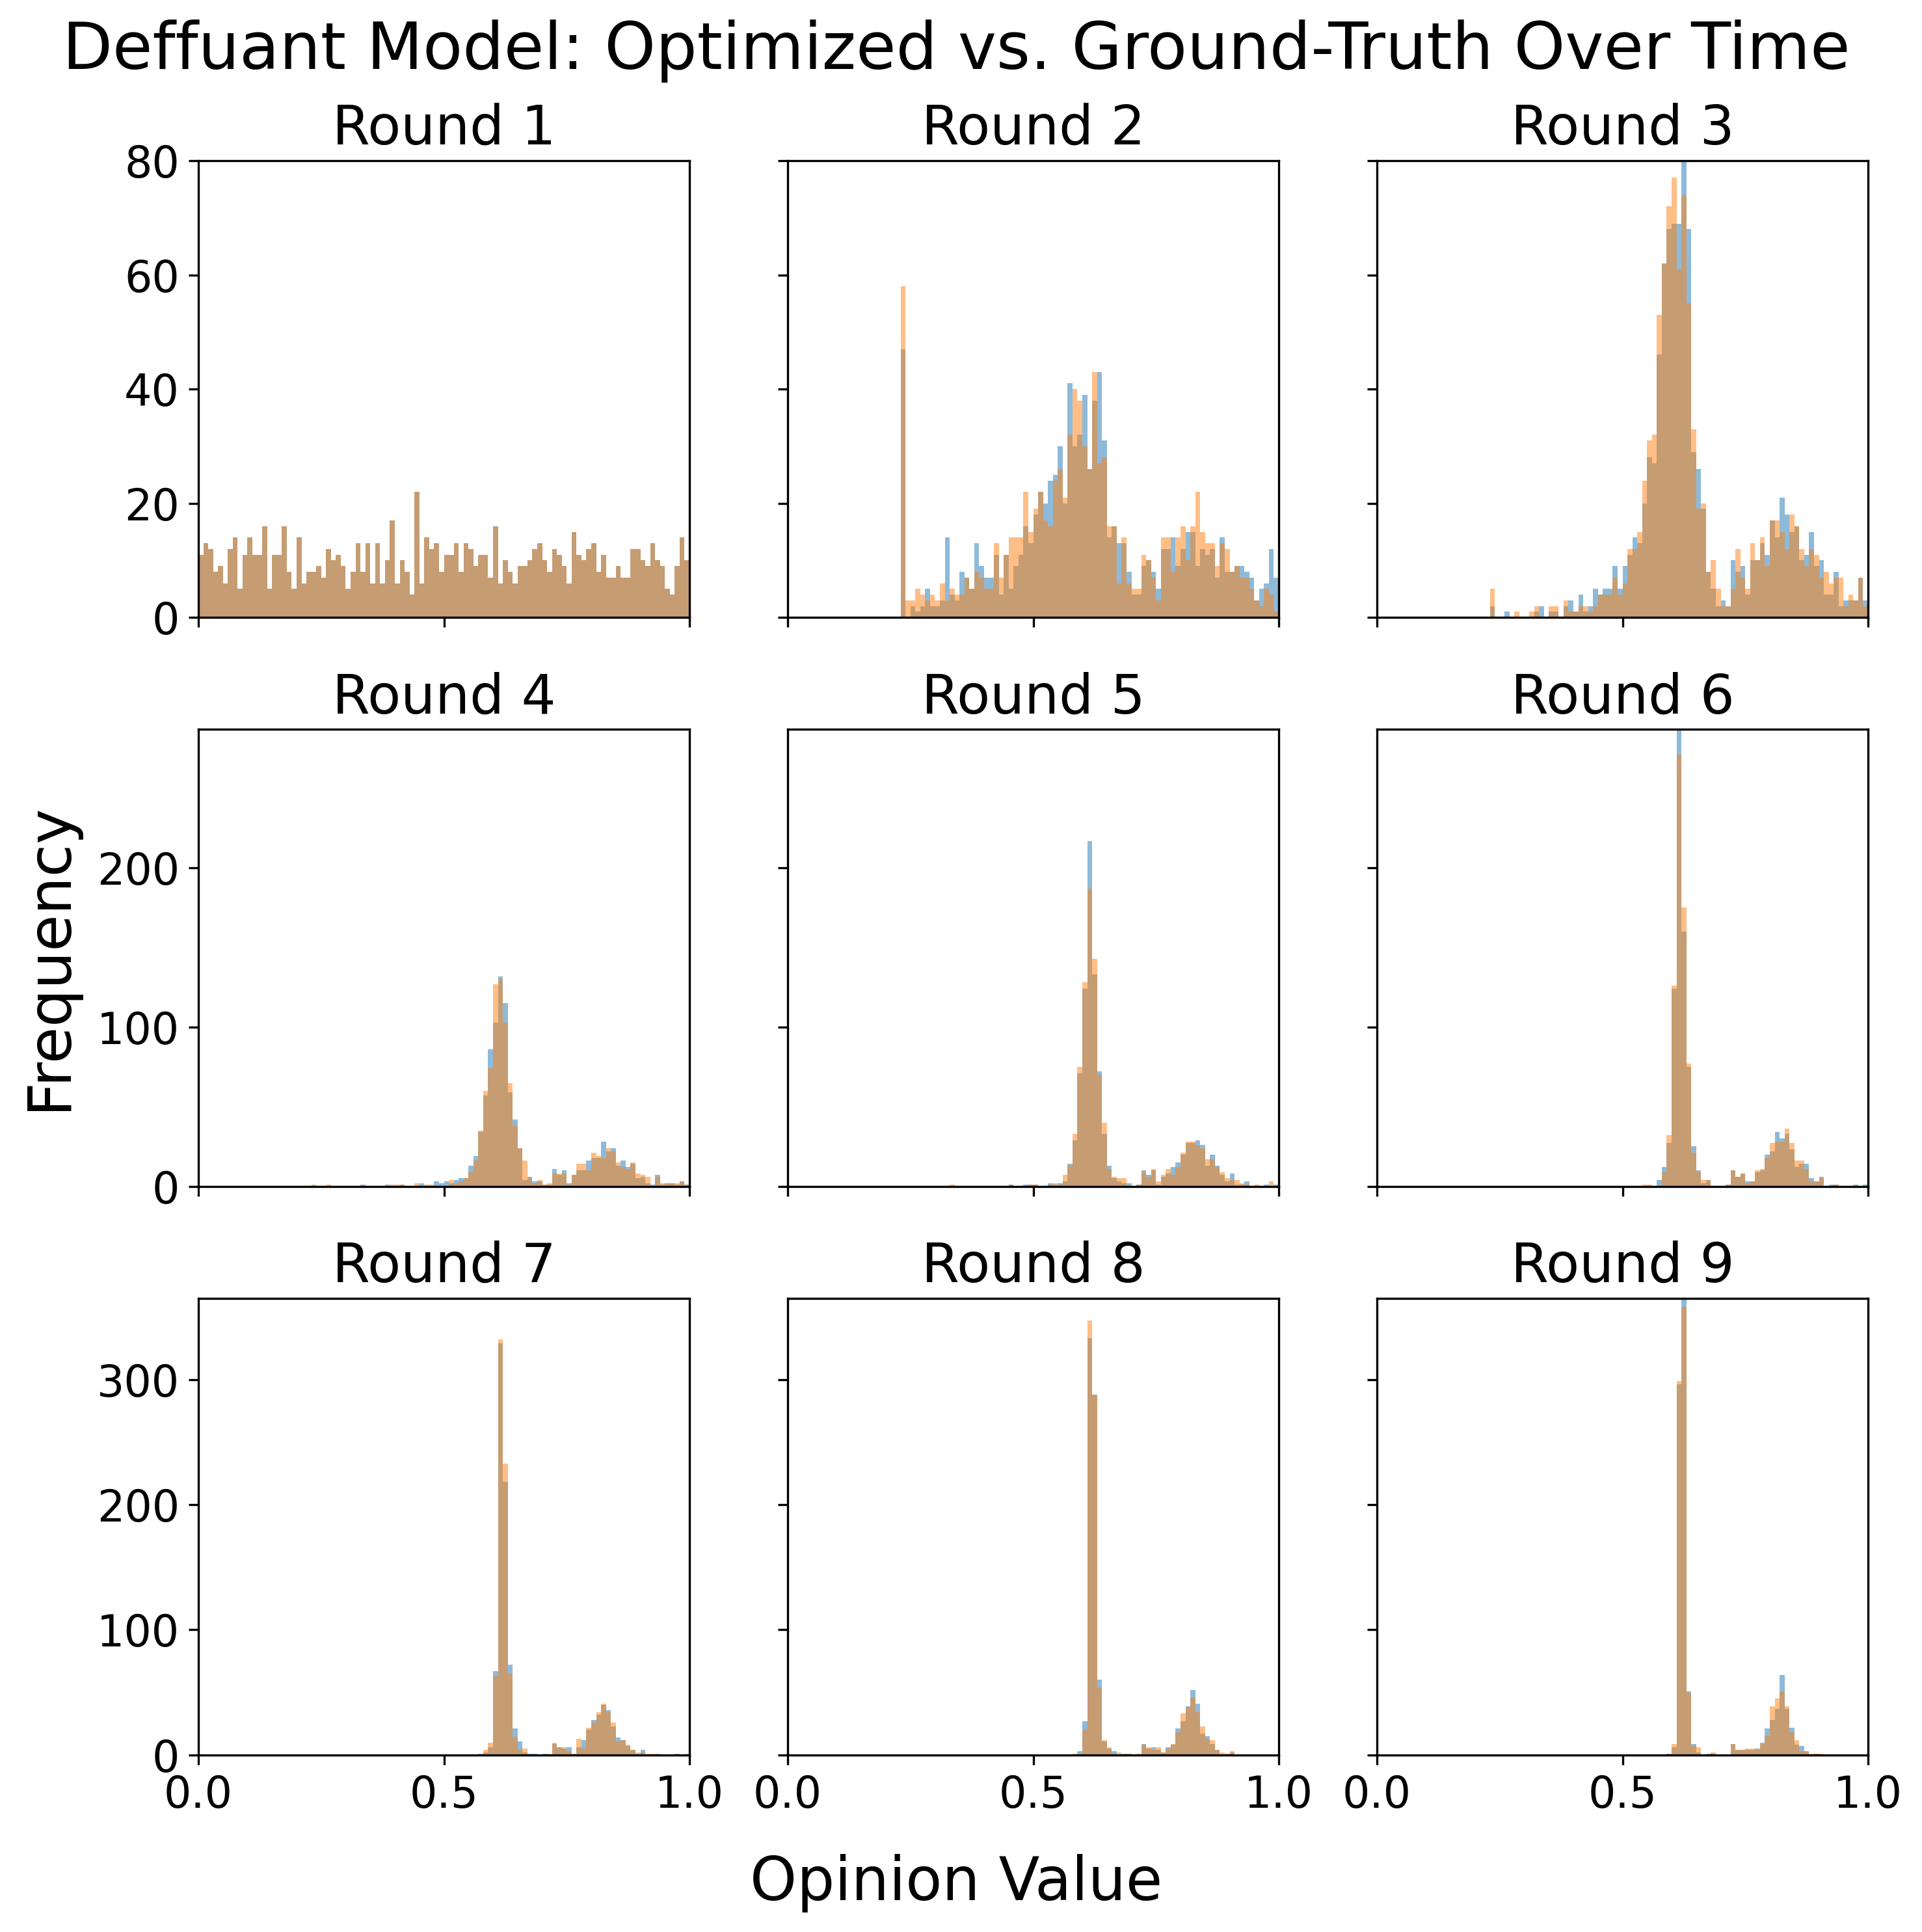 Deffuant Model: Optimized vs. Ground-Truth Over Time
Round 1
Round 2
Round 3
80
60
40
20
0
Round 4
Round 5
Round 6
Frequency
200
100
0
Round 7
Round 8
Round 9
300
200
100
0
0.0 0.5 1.0 0.0 0.5 1.0 0.0 0.5 1.0
Opinion Value